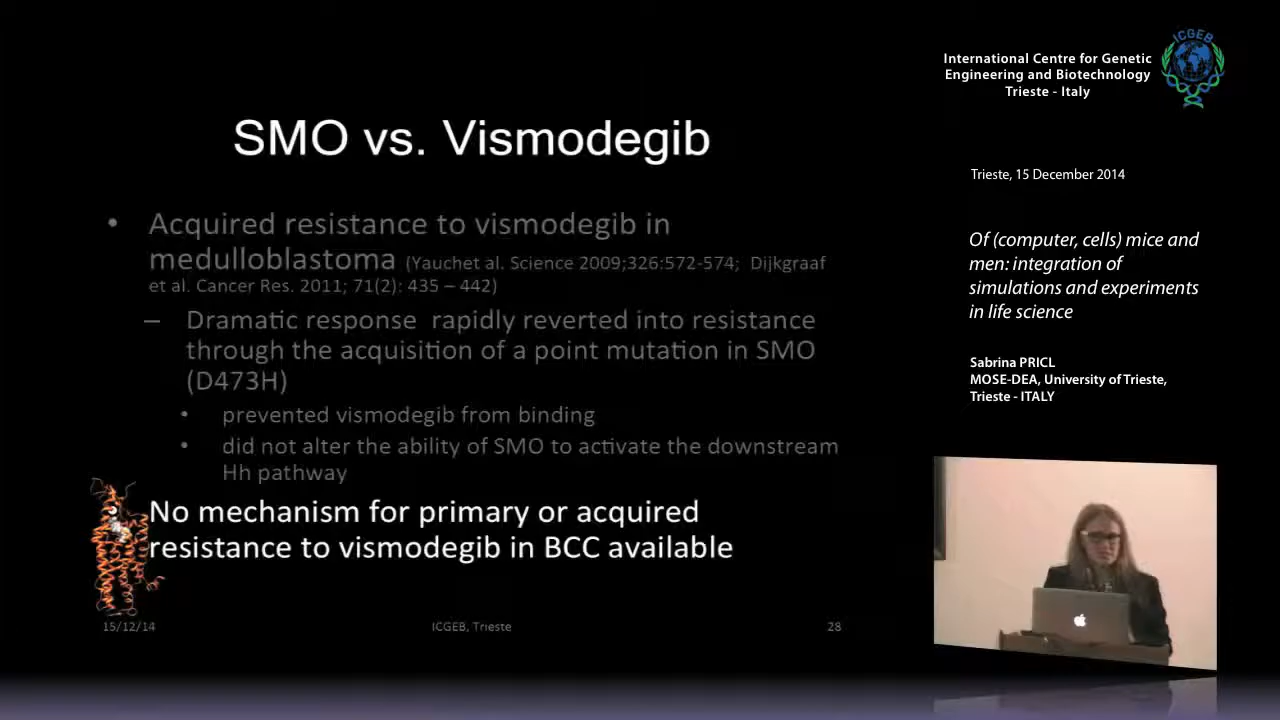 SMO vs. Vismodegib
• Acquired resistance to vismodegib in
medulloblastoma (Yauchet al. Science 2009;326:572-574; Dijkgraaf
et al. Cancer Res. 2011; 71(2): 435 – 442)
– Dramatic response rapidly reverted into resistance
through the acquisition of a point mutation in SMO
(D473H)
• prevented vismodegib from binding
• did not alter the ability of SMO to activate the downstream
Hh pathway
No mechanism for primary or acquired
resistance to vismodegib in BCC available
15/12/14
ICGEB, Trieste
28
International Centre for Genetic
Engineering and Biotechnology
Trieste - Italy
ICGEB
Trieste, 15 December 2014
Of (computer, cells) mice and
men: integration of
simulations and experiments
in life science
Sabrina PRICL
MOSE-DEA, University of Trieste,
Trieste - ITALY